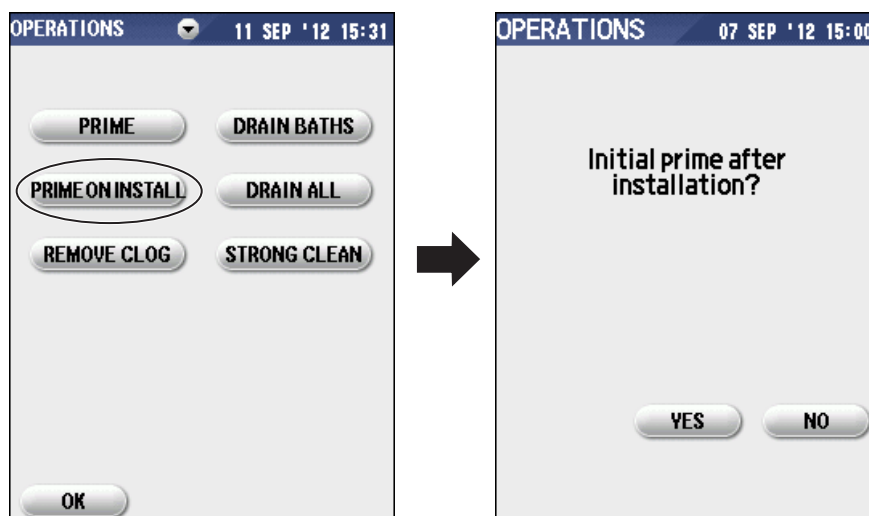 OPERATIONS 11 SEP '12 15:31
PRIME DRAIN BATHS
PRIME ON INSTALL DRAIN ALL
REMOVE CLOG STRONG CLEAN
OK
OPERATIONS 07 SEP '12 15:00
Initial prime after
installation?
YES NO